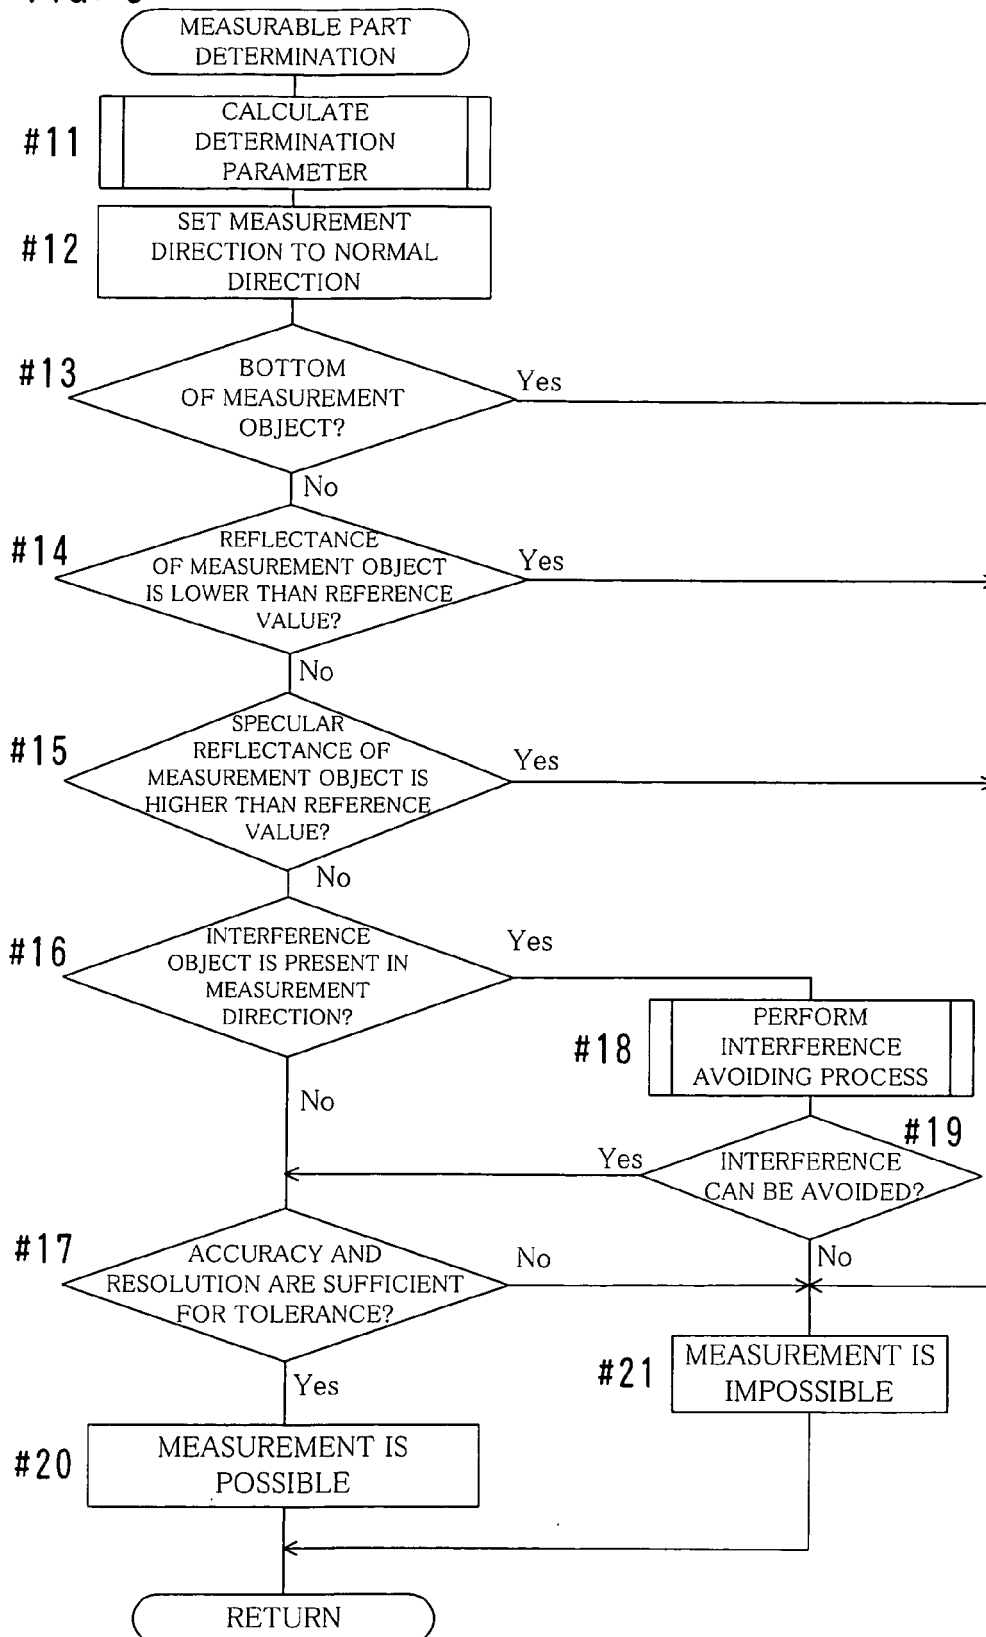 MEASURABLE PART
DETERMINATION
#11
CALCULATE
DETERMINATION
PARAMETER
#12
SET MEASUREMENT
DIRECTION TO NORMAL
DIRECTION
#13
BOTTOM
OF MEASUREMENT
OBJECT?
Yes
No
#14
REFLECTANCE
OF MEASUREMENT OBJECT
IS LOWER THAN REFERENCE
VALUE?
Yes
No
#15
SPECULAR
REFLECTANCE OF
MEASUREMENT OBJECT IS
HIGHER THAN REFERENCE
VALUE?
Yes
No
#16
INTERFERENCE
OBJECT IS PRESENT IN
MEASUREMENT
DIRECTION?
Yes
No
#18
PERFORM
INTERFERENCE
AVOIDING PROCESS
#19
INTERFERENCE
CAN BE AVOIDED?
Yes
No
#17
ACCURACY AND
RESOLUTION ARE SUFFICIENT
FOR TOLERANCE?
No
Yes
#21
MEASUREMENT IS
IMPOSSIBLE
#20
MEASUREMENT IS
POSSIBLE
RETURN